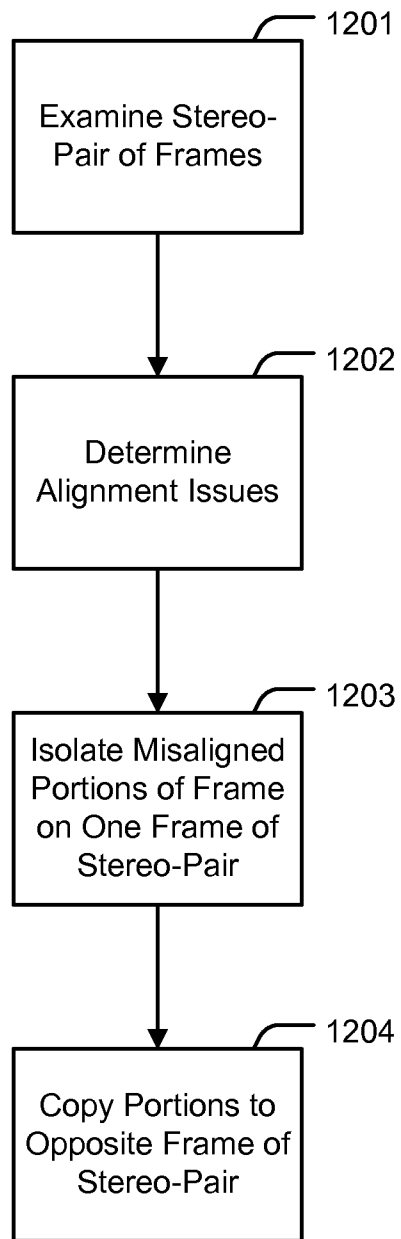 1201
Examine Stereo-
Pair of Frames
1202
Determine
Alignment Issues
1203
Isolate Misaligned
Portions of Frame
on One Frame of
Stereo-Pair
1204
Copy Portions to
Opposite Frame of
Stereo-Pair